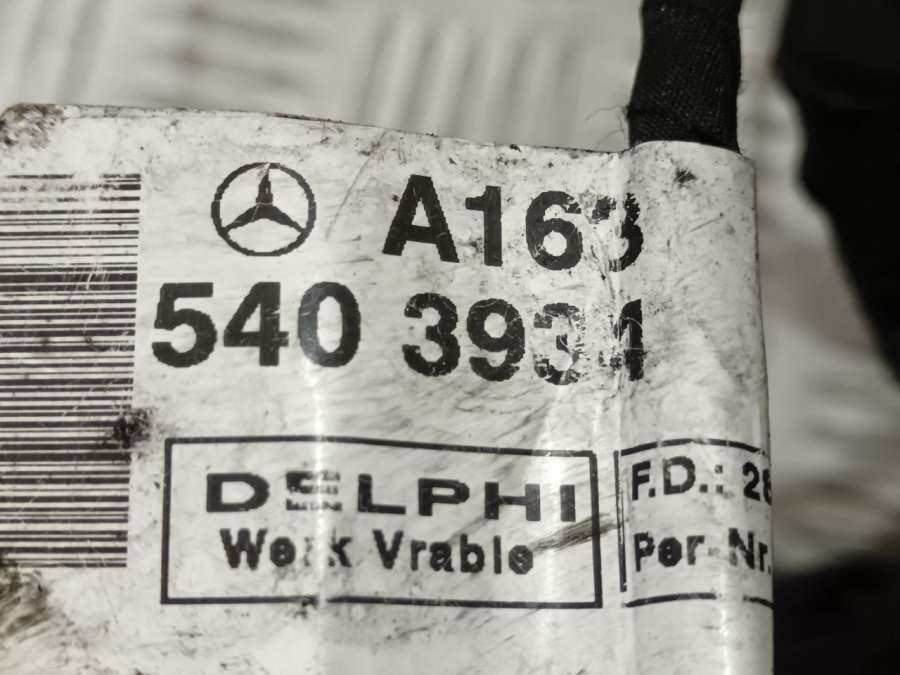 A163
540 3931
DELPHI
Werk Vrable
F.D.: 28
Per-Nr.